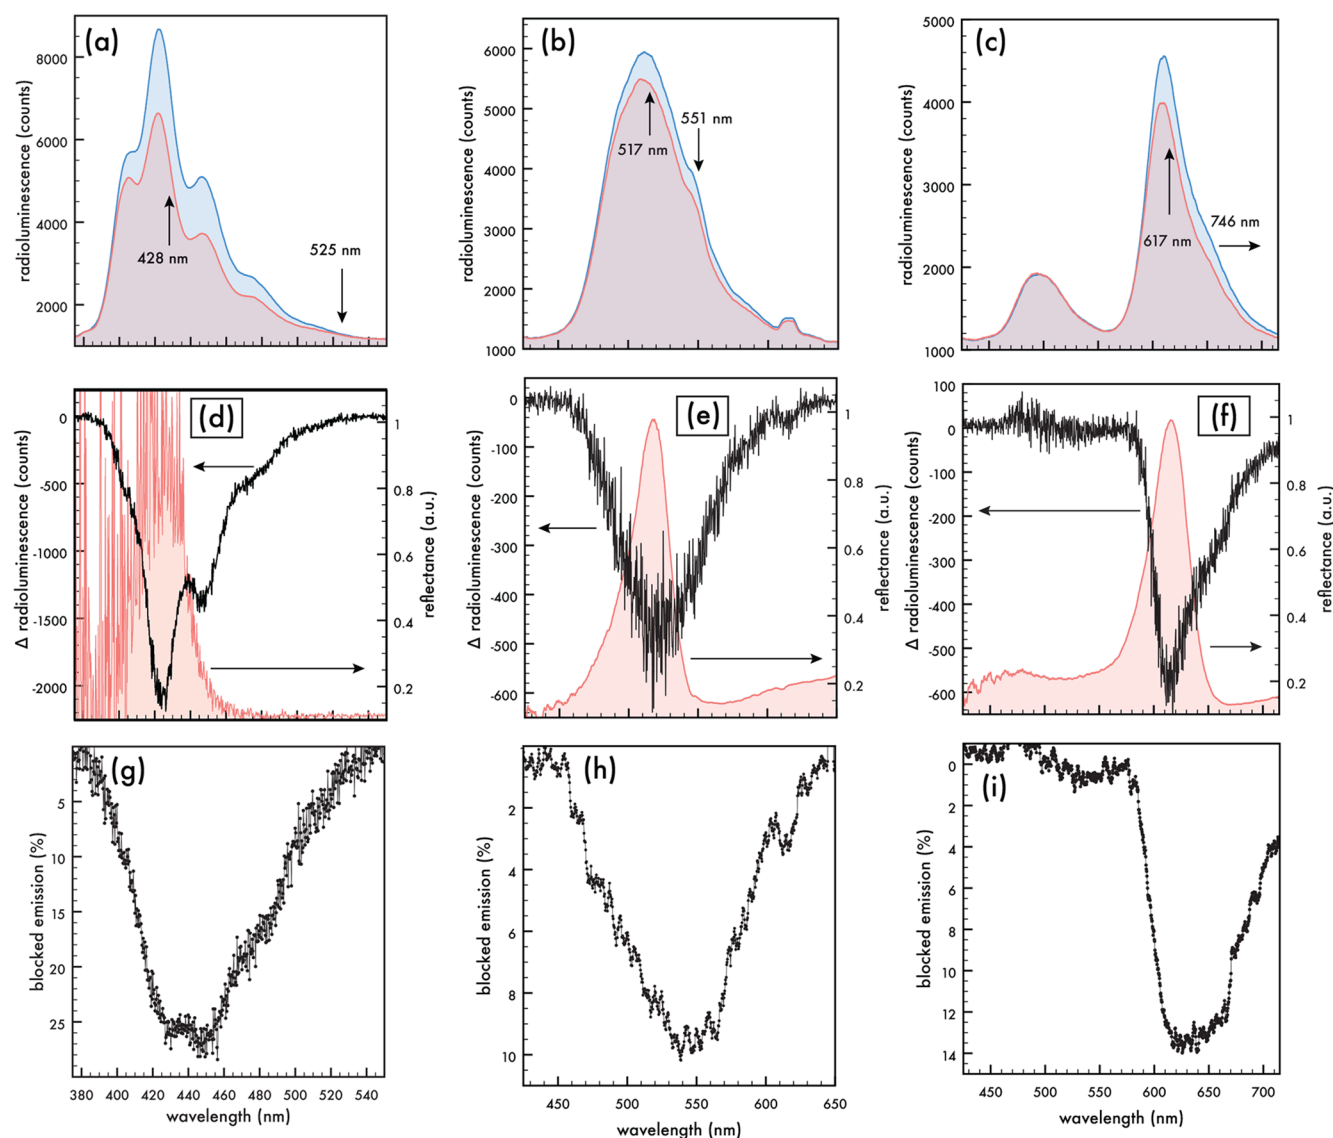 (a)
radioluminescence (counts)
8000
6000
4000
2000
428 nm
525 nm
(b)
radioluminescence (counts)
6000
5000
4000
3000
2000
1000
517 nm
551 nm
(c)
radioluminescence (counts)
5000
4000
3000
2000
1000
450
500
550
600
650
700
617 nm
746 nm
(d)
Δ radioluminescence (counts)
0
-500
-1000
-1500
-2000
1
0.8
0.6
0.4
0.2
reflectance (a.u.)
(e)
Δ radioluminescence (counts)
0
-100
-200
-300
-400
-500
-600
1
0.8
0.6
0.4
0.2
reflectance (a.u.)
(f)
Δ radioluminescence (counts)
100
0
-100
-200
-300
-400
-500
-600
1
0.8
0.6
0.4
0.2
reflectance (a.u.)
(g)
blocked emission (%)
5
10
15
20
25
380 400 420 440 460 480 500 520 540
wavelength (nm)
(h)
blocked emission (%)
2
4
6
8
10
450 500 550 600 650
wavelength (nm)
(i)
blocked emission (%)
0
2
4
6
8
10
12
14
450 500 550 600 650 700
wavelength (nm)